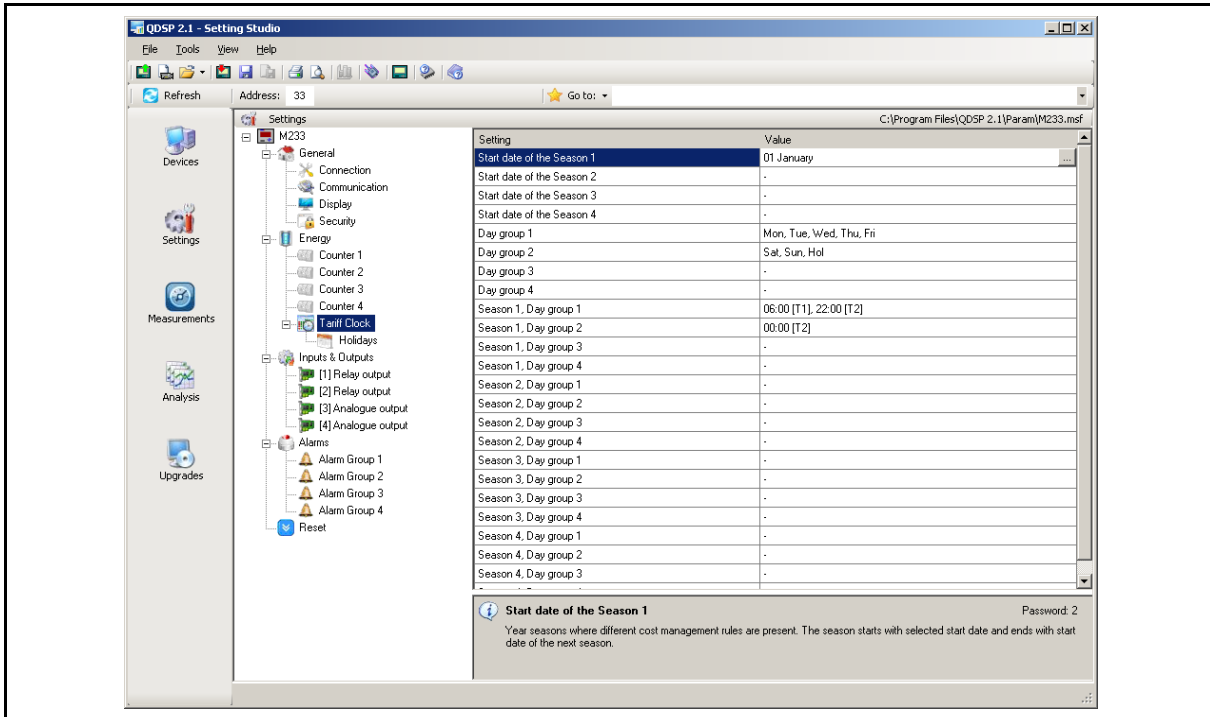 QDSP 2.1 - Setting Studio
File Tools View Help
Refresh Address: 33 Go to:
Settings C:\Program Files\QDSP 2.1\Param\M233.msf
Devices
Settings
Measurements
Analysis
Upgrades
M233
General
Connection
Communication
Display
Security
Energy
Counter 1
Counter 2
Counter 3
Counter 4
Tariff Clock
Holidays
Inputs & Outputs
[1] Relay output
[2] Relay output
[3] Analogue output
[4] Analogue output
Alarms
Alarm Group 1
Alarm Group 2
Alarm Group 3
Alarm Group 4
Reset
Setting Value
Start date of the Season 1 01 January ...
Start date of the Season 2 -
Start date of the Season 3 -
Start date of the Season 4 -
Day group 1 Mon, Tue, Wed, Thu, Fri
Day group 2 Sat, Sun, Hol
Day group 3 -
Day group 4 -
Season 1, Day group 1 06:00 [T1], 22:00 [T2]
Season 1, Day group 2 00:00 [T2]
Season 1, Day group 3 -
Season 1, Day group 4 -
Season 2, Day group 1 -
Season 2, Day group 2 -
Season 2, Day group 3 -
Season 2, Day group 4 -
Season 3, Day group 1 -
Season 3, Day group 2 -
Season 3, Day group 3 -
Season 3, Day group 4 -
Season 4, Day group 1 -
Season 4, Day group 2 -
Season 4, Day group 3 -
Start date of the Season 1 Password: 2
Year seasons where different cost management rules are present. The season starts with selected start date and ends with start
date of the next season.